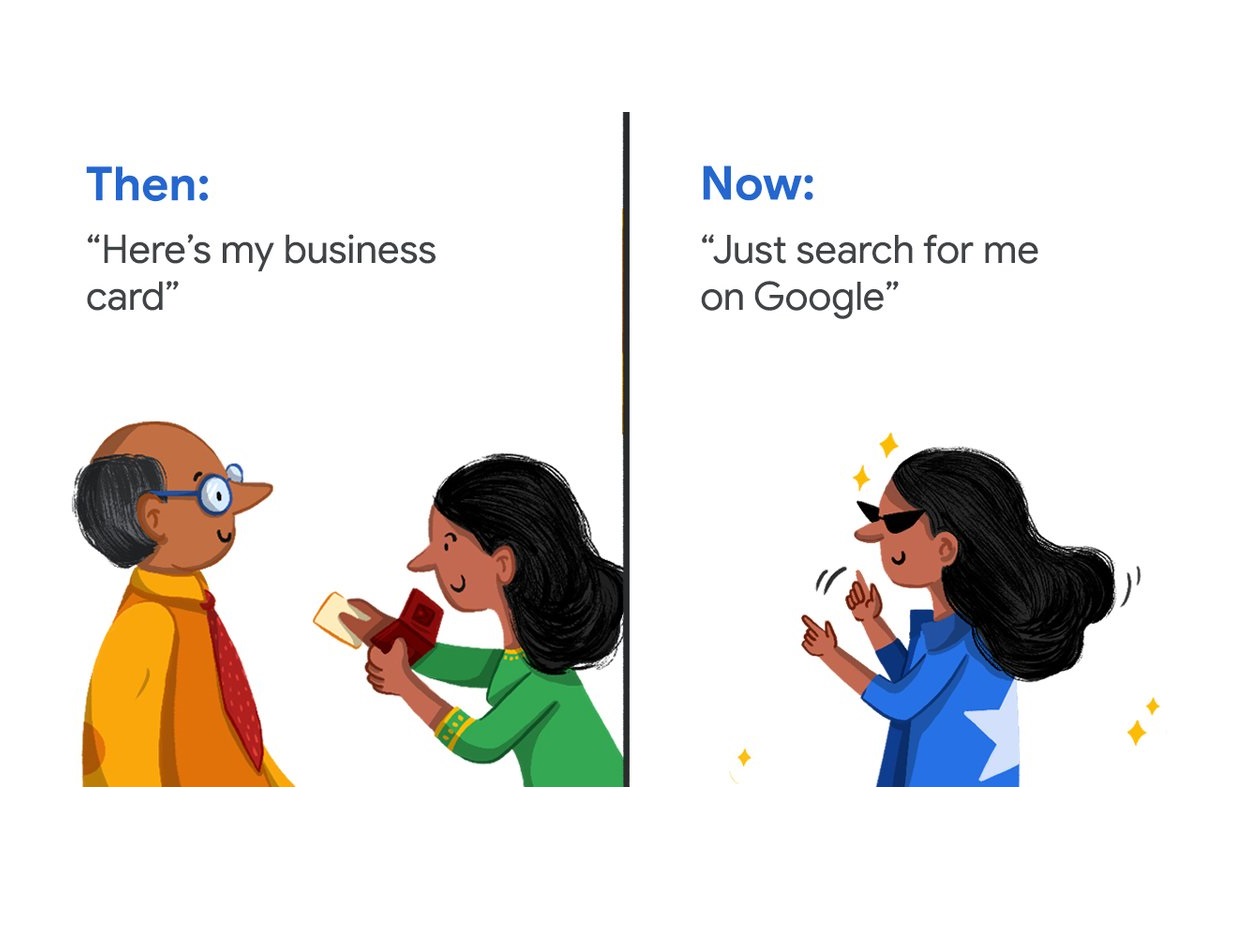 Then:
“Here’s my business
card”
Now:
“Just search for me
on Google”